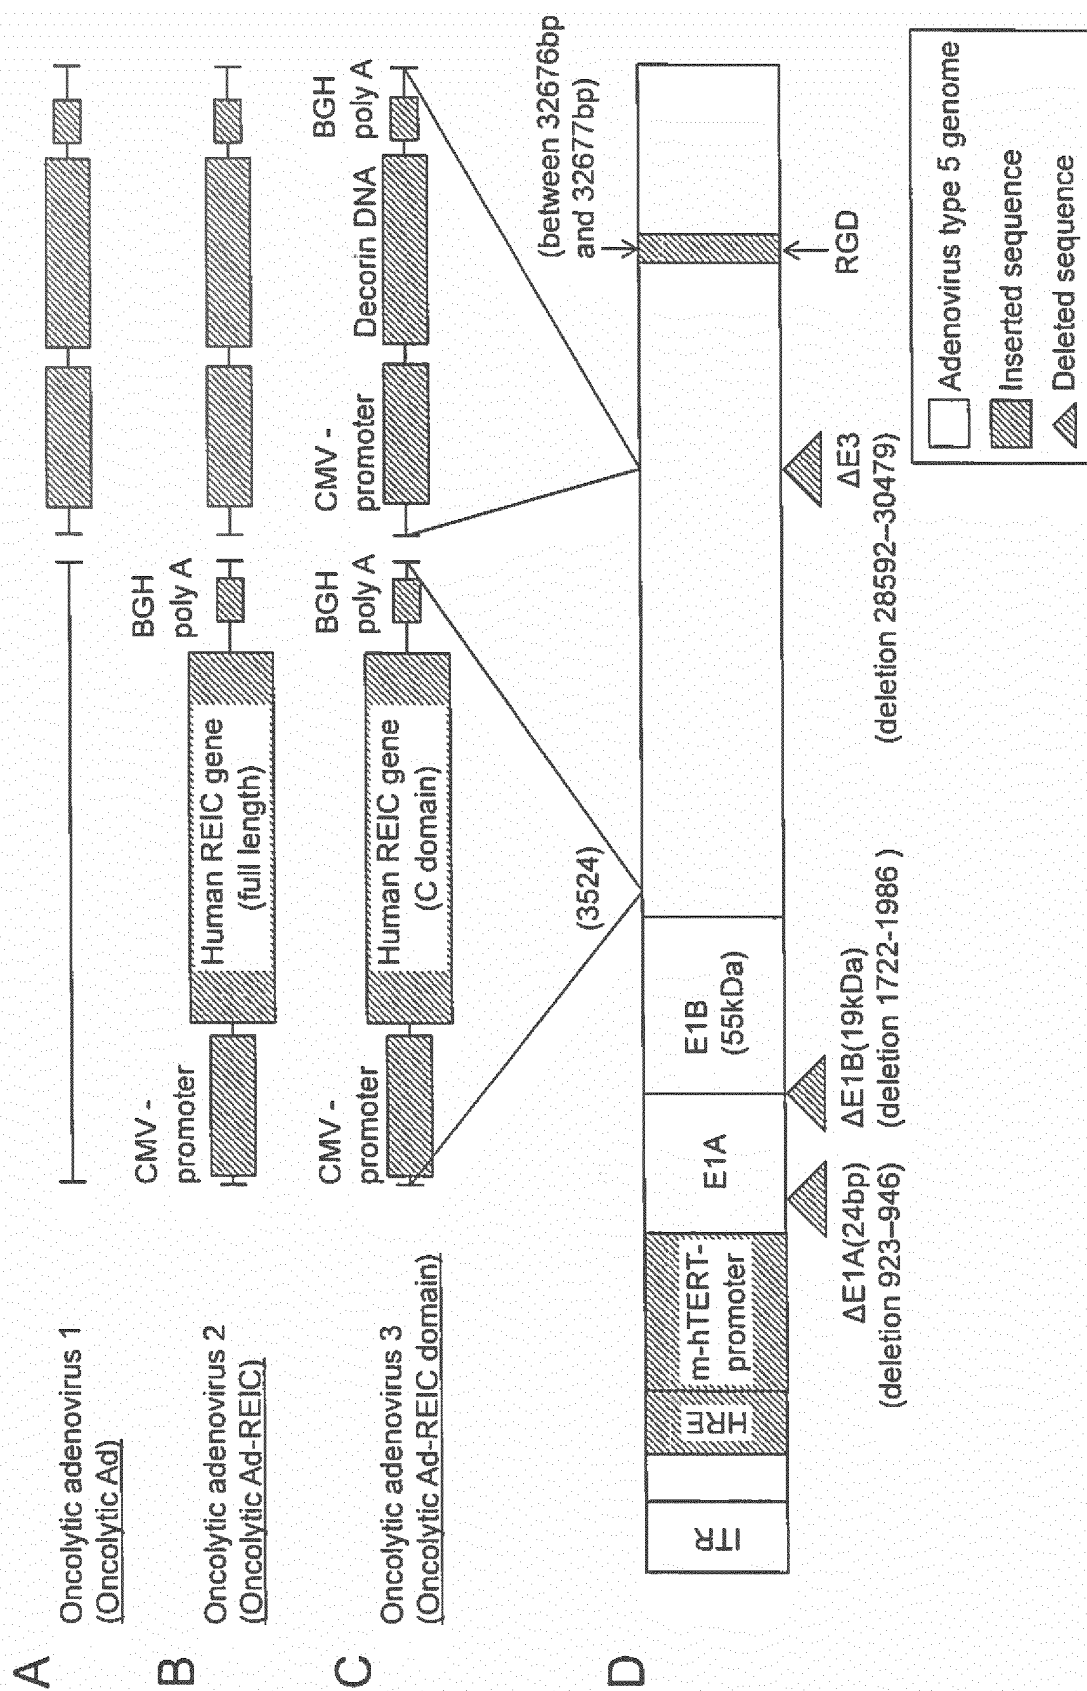 A
Oncolytic adenovirus 1
(Oncolytic Ad)
B
Oncolytic adenovirus 2
(Oncolytic Ad-REIC)
CMV -
promoter
Human REIC gene
(full length)
BGH
poly A
C
Oncolytic adenovirus 3
(Oncolytic Ad-REIC domain)
CMV -
promoter
Human REIC gene
(C domain)
BGH
poly A
CMV -
promoter
Decorin DNA
BGH
poly A
D
(3524)
(between 32676bp
and 32677bp)
ITR
HRE
m-hTERT-
promoter
E1A
E1B
(55kDa)
RGD
ΔE1A(24bp)
(deletion 923–946)
ΔE1B(19kDa)
(deletion 1722-1986 )
ΔE3
(deletion 28592–30479)
Adenovirus type 5 genome
Inserted sequence
Deleted sequence